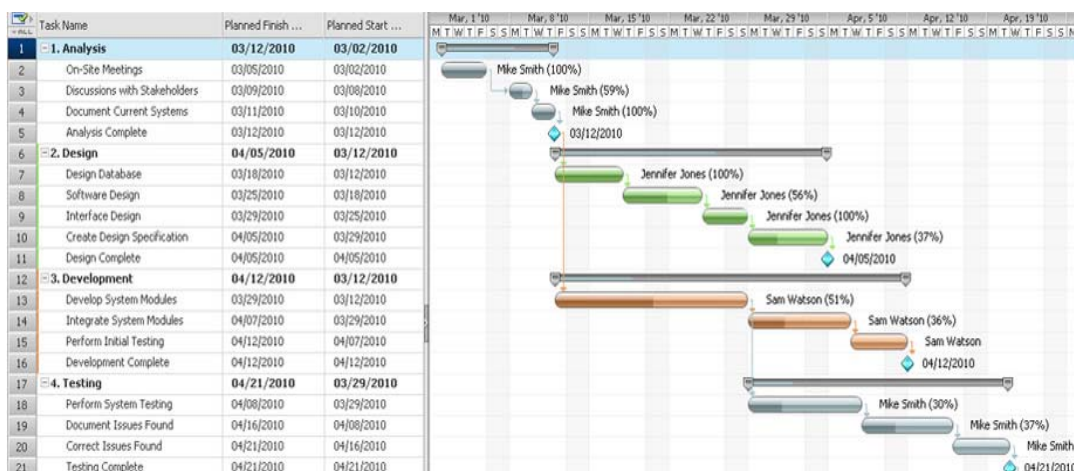 Task Name Planned Finish ... Planned Start ... Mar, 1 '10 Mar, 8 '10 Mar, 15 '10 Mar, 22 '10 Mar, 29 '10 Apr, 5 '10 Apr, 12 '10 Apr, 19 '10
ALL M T W T F S S M T W T F S S M T W T F S S M T W T F S S M T W T F S S M T W T F S S M T W T F S S M T W T F S S
1 1. Analysis 03/12/2010 03/02/2010
2 On-Site Meetings 03/05/2010 03/02/2010 Mike Smith (100%)
3 Discussions with Stakeholders 03/09/2010 03/08/2010 Mike Smith (59%)
4 Document Current Systems 03/11/2010 03/10/2010 Mike Smith (100%)
5 Analysis Complete 03/12/2010 03/12/2010 03/12/2010
6 2. Design 04/05/2010 03/12/2010
7 Design Database 03/18/2010 03/12/2010 Jennifer Jones (100%)
8 Software Design 03/25/2010 03/18/2010 Jennifer Jones (56%)
9 Interface Design 03/29/2010 03/25/2010 Jennifer Jones (100%)
10 Create Design Specification 04/05/2010 03/29/2010 Jennifer Jones (37%)
11 Design Complete 04/05/2010 04/05/2010 04/05/2010
12 3. Development 04/12/2010 03/12/2010
13 Develop System Modules 03/29/2010 03/12/2010 Sam Watson (51%)
14 Integrate System Modules 04/07/2010 03/29/2010 Sam Watson (36%)
15 Perform Initial Testing 04/12/2010 04/07/2010 Sam Watson
16 Development Complete 04/12/2010 04/12/2010 04/12/2010
17 4. Testing 04/21/2010 03/29/2010
18 Perform System Testing 04/08/2010 03/29/2010 Mike Smith (30%)
19 Document Issues Found 04/16/2010 04/08/2010 Mike Smith (37%)
20 Correct Issues Found 04/21/2010 04/16/2010 Mike Smith
21 Testing Complete 04/21/2010 04/21/2010 04/21/2010